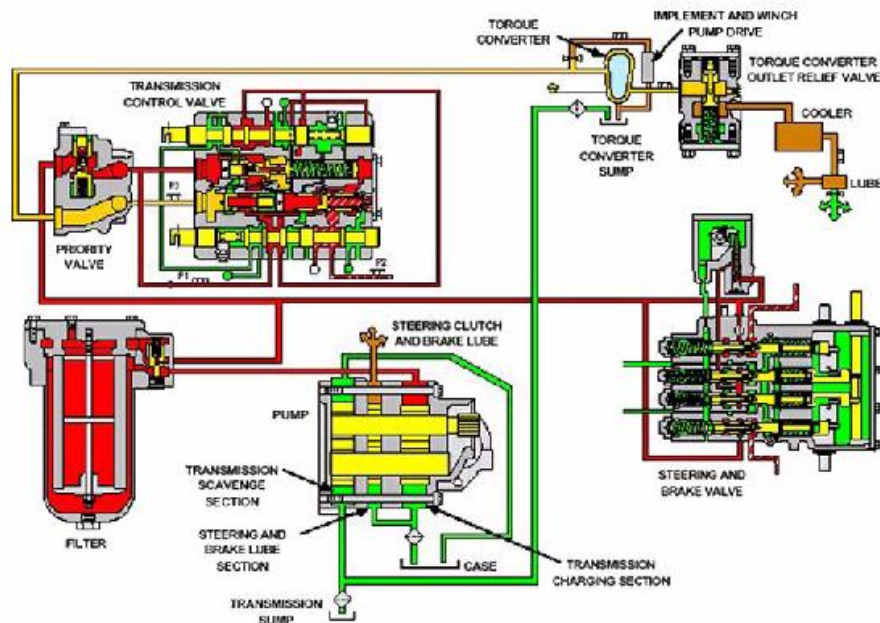 TORQUE
CONVERTER
IMPLEMENT AND WINCH
PUMP DRIVE
TRANSMISSION
CONTROL VALVE
TORQUE CONVERTER
OUTLET RELIEF VALVE
COOLER
TORQUE
CONVERTER
SUMP
LUBE
P3
PRIORITY
VALVE
P1
P2
STEERING CLUTCH
AND BRAKE LUBE
PUMP
TRANSMISSION
SCAVENGE
SECTION
STEERING AND
BRAKE VALVE
FILTER
STEERING AND
BRAKE LUBE
SECTION
CASE
TRANSMISSION
CHARGING SECTION
TRANSMISSION
SUMP